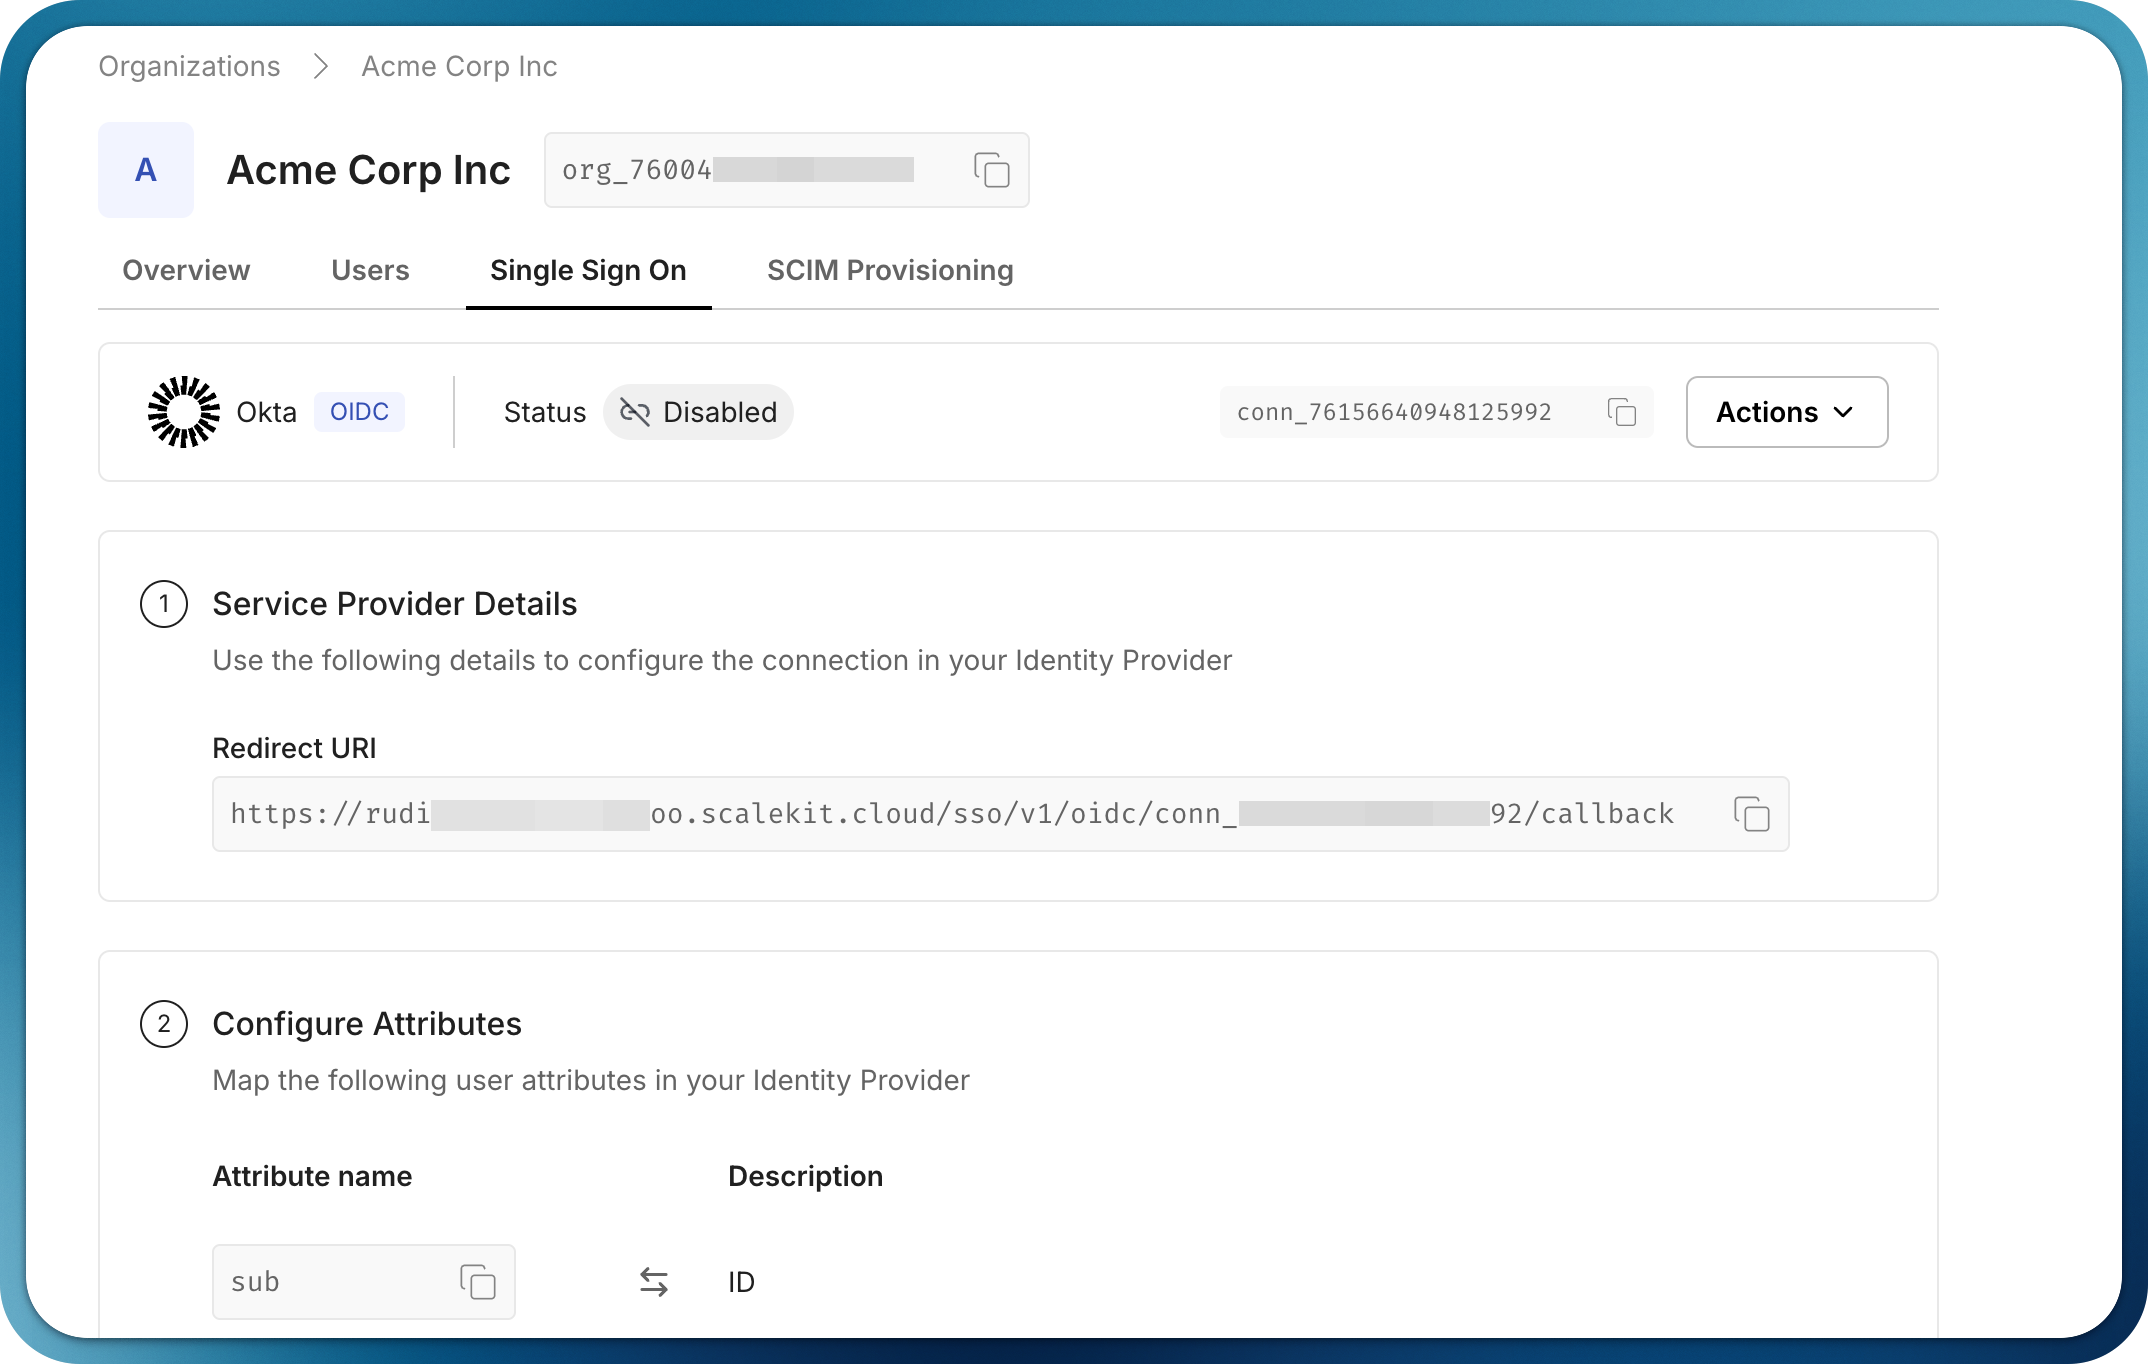 Organizations > Acme Corp Inc
A Acme Corp Inc org_76004
Overview Users Single Sign On SCIM Provisioning
Okta OIDC Status Disabled conn_76156640948125992 Actions
1 Service Provider Details
Use the following details to configure the connection in your Identity Provider
Redirect URI
https://rudi oo.scalekit.cloud/sso/v1/oidc/conn_ 92/callback
2 Configure Attributes
Map the following user attributes in your Identity Provider
Attribute name Description
sub ID